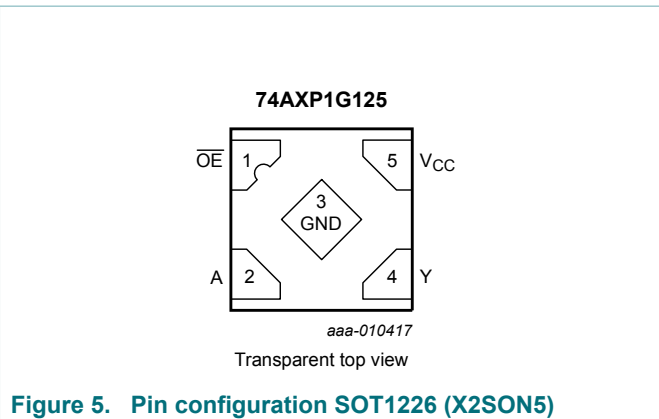 74AXP1G125
OE 1 5 VCC
3
GND
A 2 4 Y
aaa-010417
Transparent top view
Figure 5. Pin configuration SOT1226 (X2SON5)